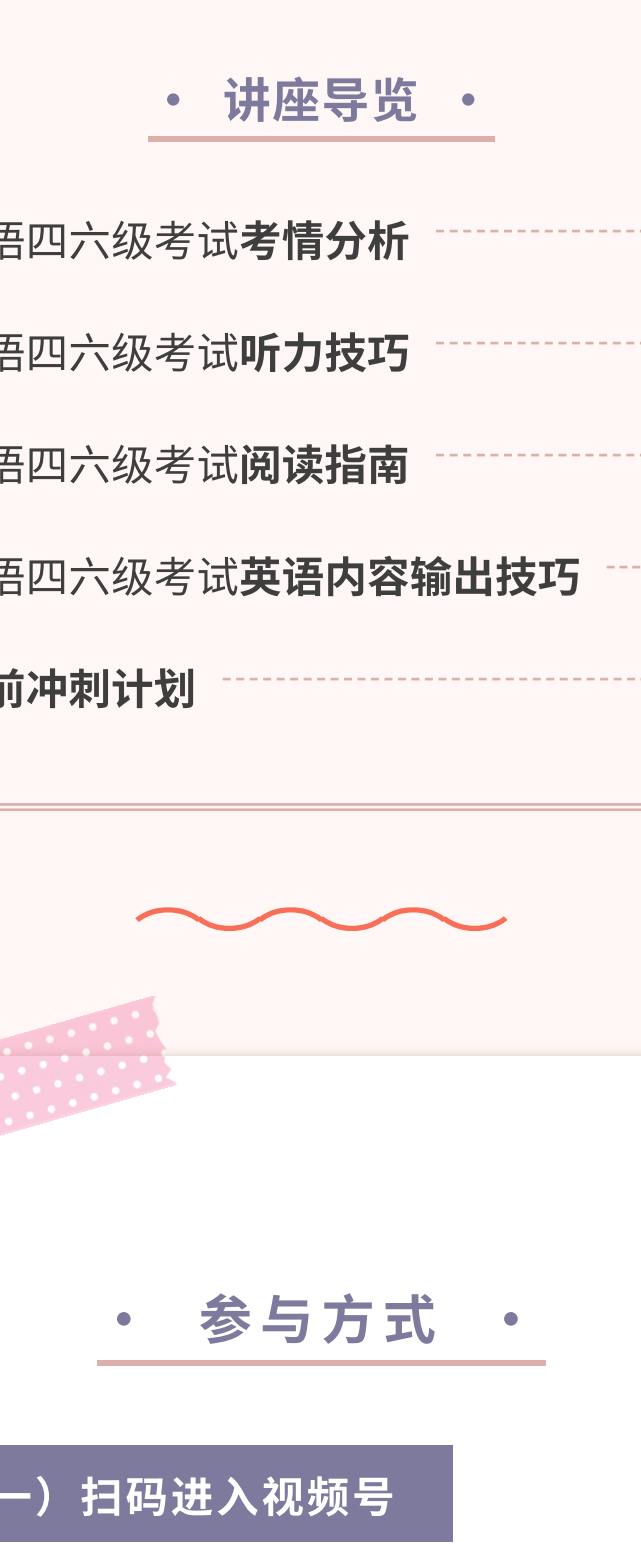 • 讲座导览 •
语四六级考试考情分析
语四六级考试听力技巧
语四六级考试阅读指南
语四六级考试英语内容输出技巧
前冲刺计划
• 参与方式 •
一）扫码进入视频号